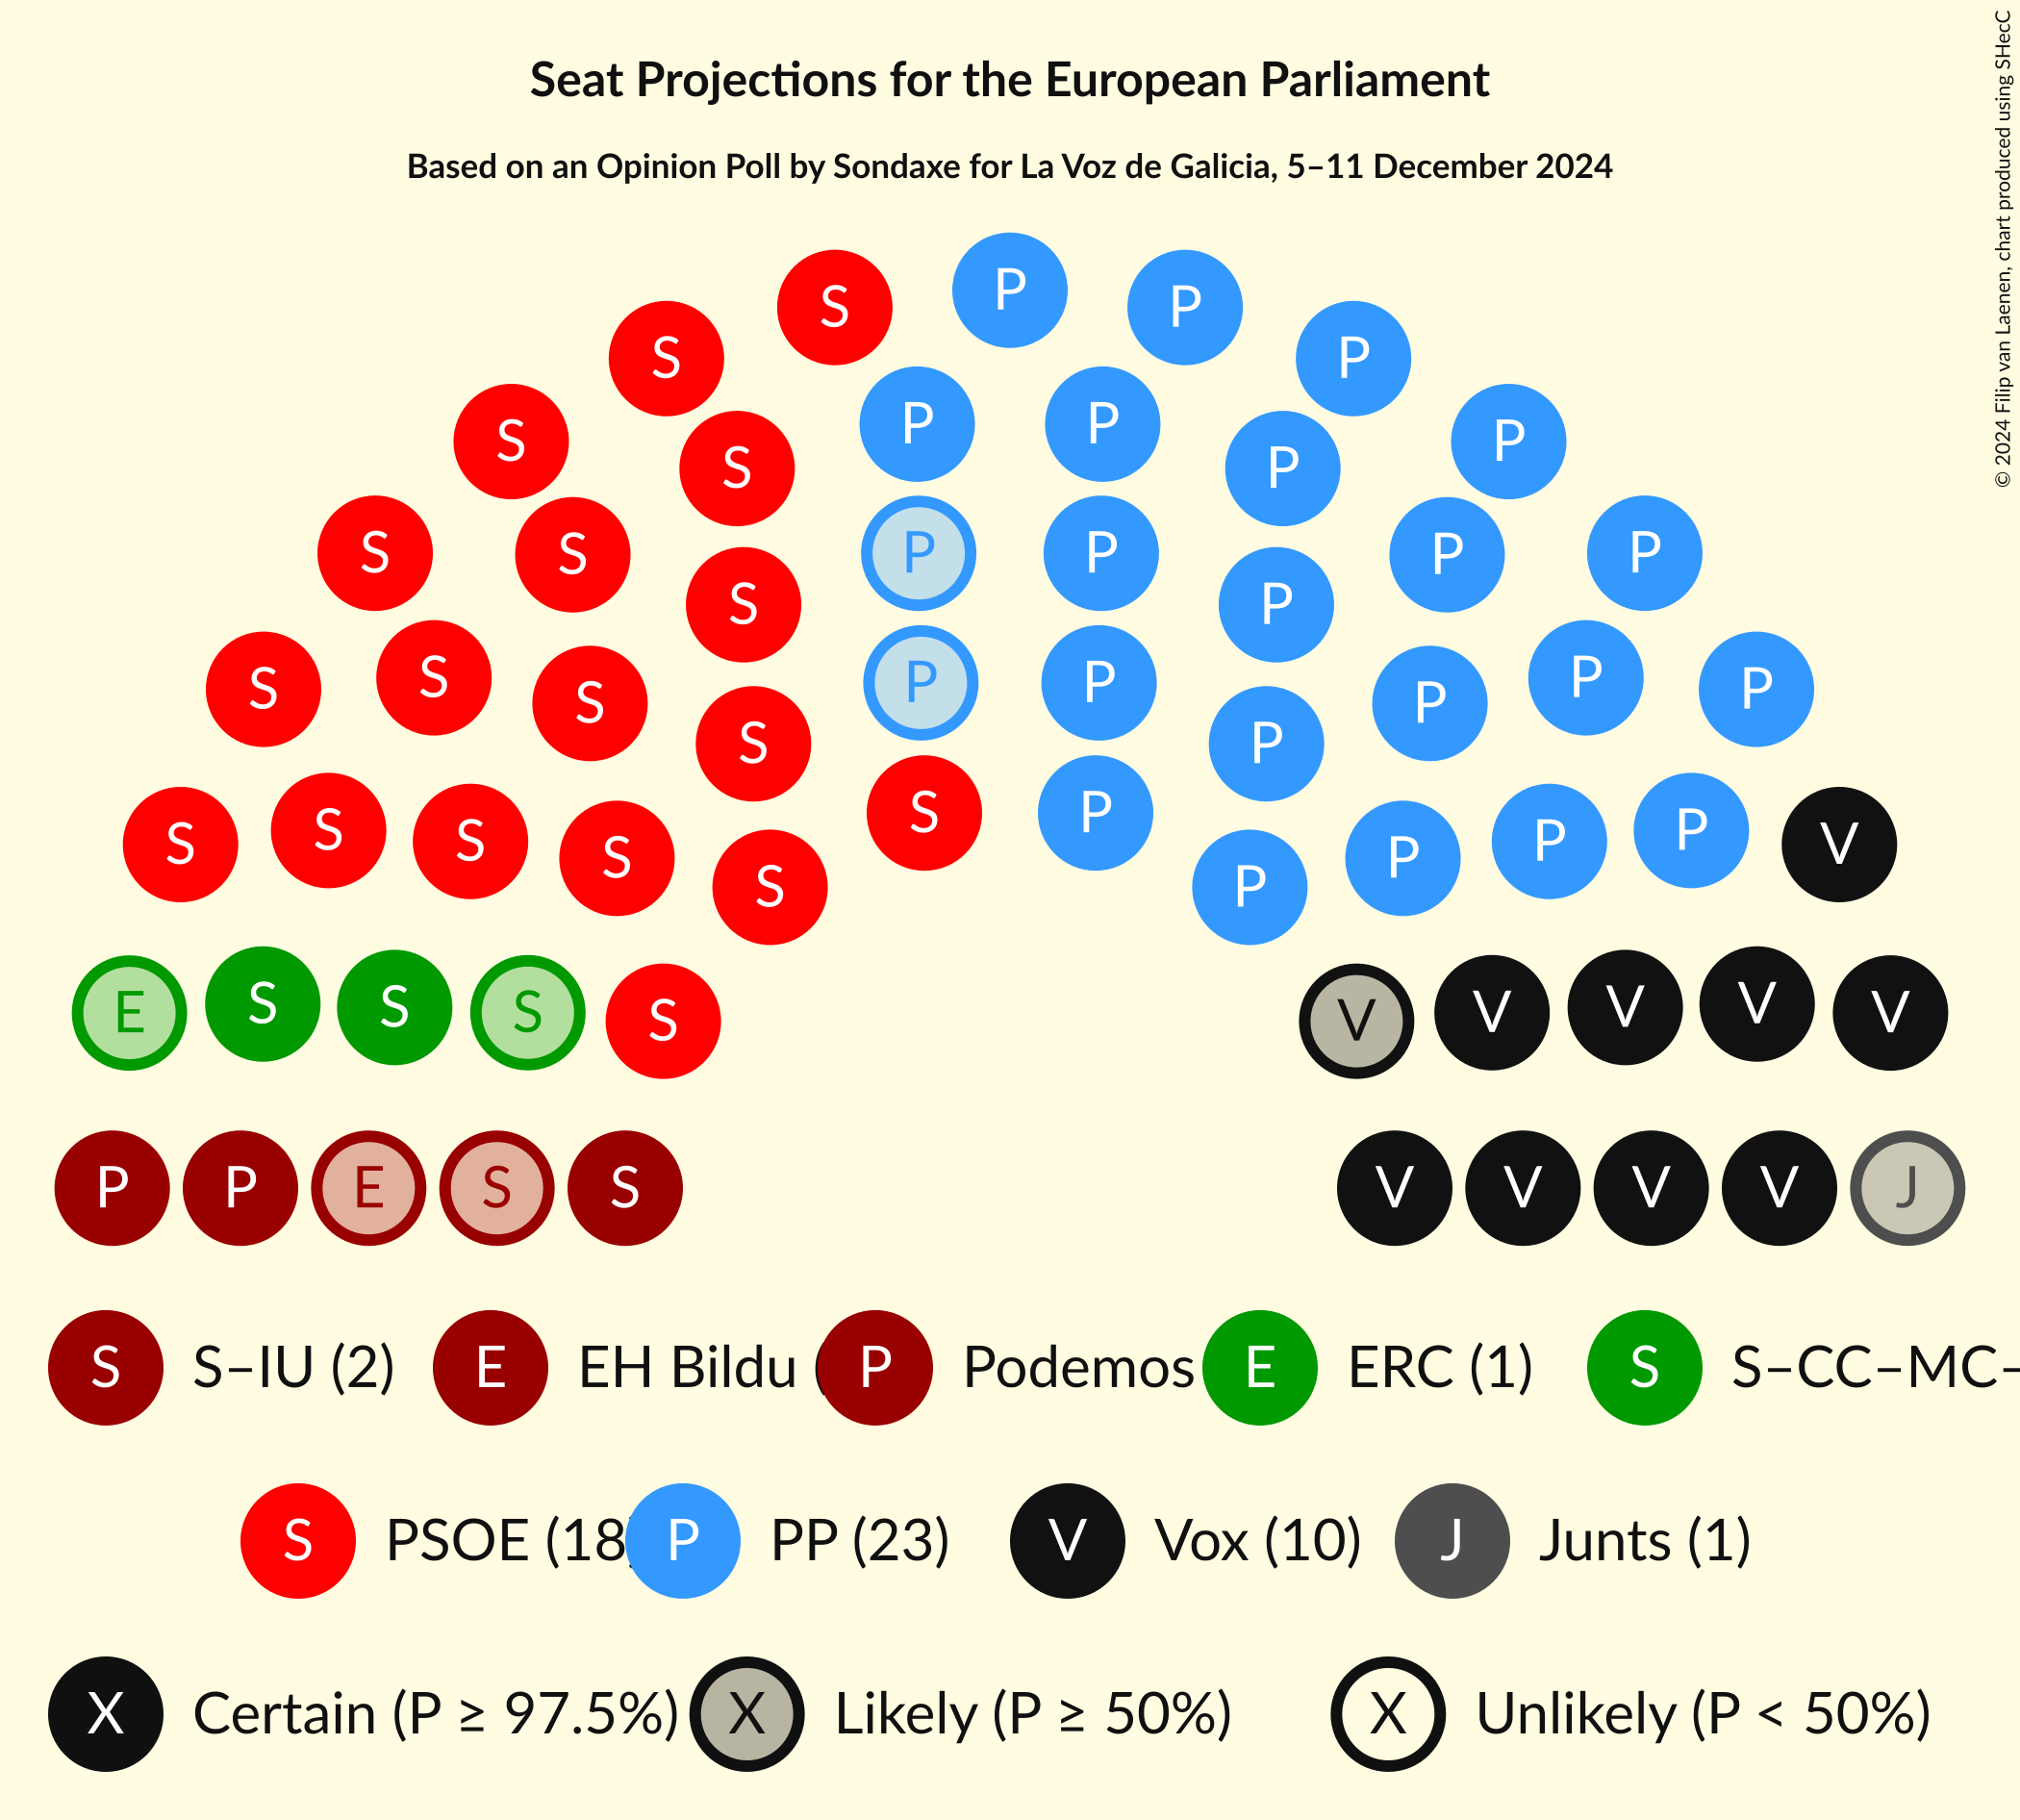 Seat Projections for the European Parliament
Based on an Opinion Poll by Sondaxe for La Voz de Galicia, 5–11 December 2024
© 2024 Filip van Laenen, chart produced using SHecC
P
S P
S P
S P
P P
S P
S P
S P
P P
S P
S P
S P
S P
S P
P P
S P
S P
S P
S P
S V
S P
S P
S P
S P
E S S S S V V V V V
P P E S S V V V V J
S S–IU (2) E EH Bildu ( P Podemos E ERC (1) S S–CC–MC–
S PSOE (18) P PP (23) V Vox (10) J Junts (1)
X Certain (P ≥ 97.5%) X Likely (P ≥ 50%) X Unlikely (P < 50%)